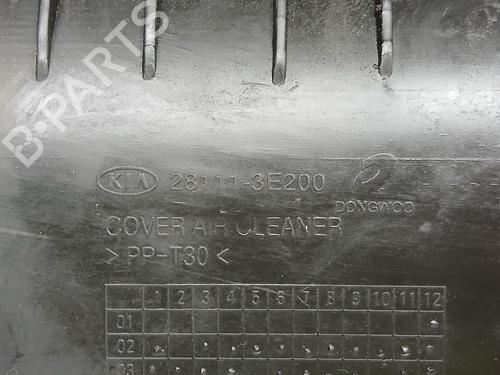 B-PARTS
KIA 28111-3E200
DONGWOO
COVER AIR CLEANER
> PP-T30 <
1 2 3 4 5 6 7 8 9 10 11 12
01
02
03